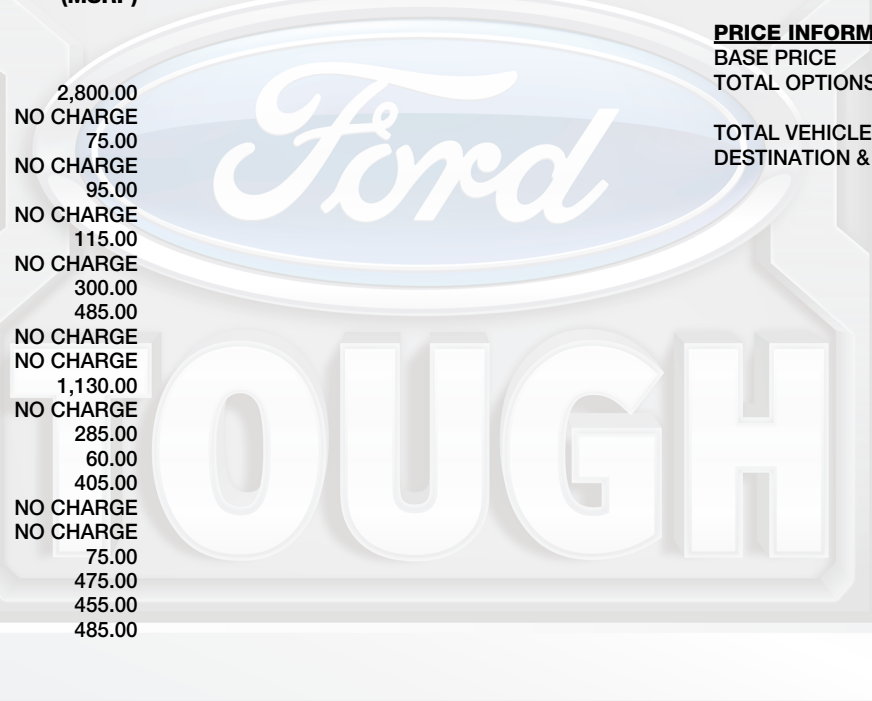 (MSRP)
2,800.00
NO CHARGE
75.00
NO CHARGE
95.00
NO CHARGE
115.00
NO CHARGE
300.00
485.00
NO CHARGE
NO CHARGE
1,130.00
NO CHARGE
285.00
60.00
405.00
NO CHARGE
NO CHARGE
75.00
475.00
455.00
485.00
PRICE INFORM
BASE PRICE
TOTAL OPTIONS
TOTAL VEHICLE
DESTINATION &
Ford
TOUGH